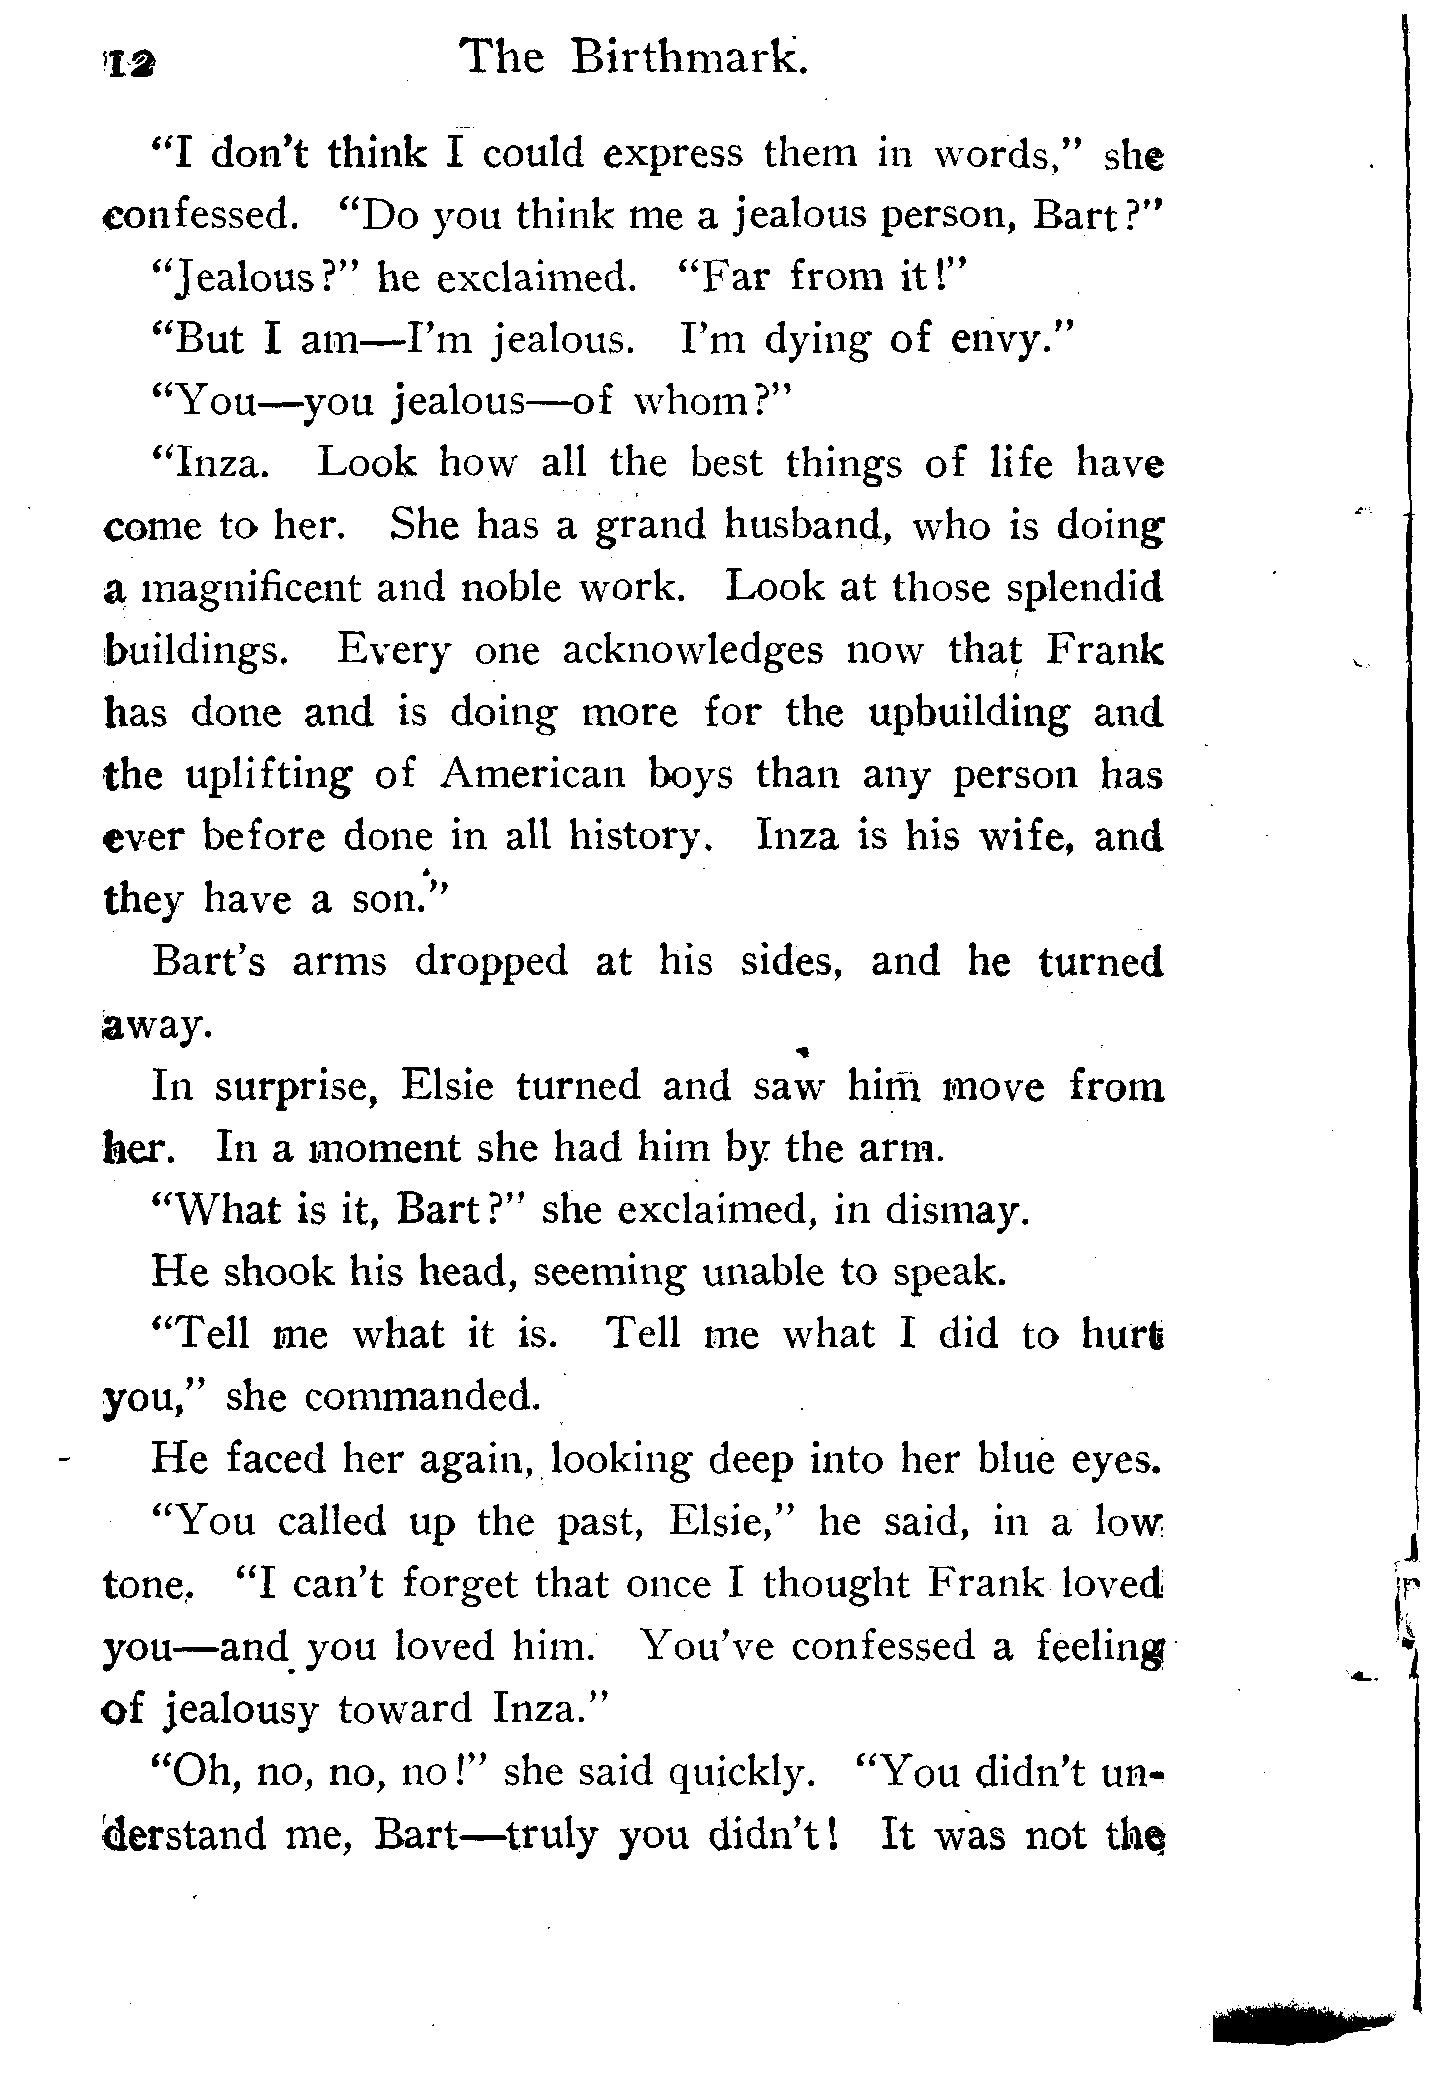 12 The Birthmark.
"I don't think I could express them in words," she
confessed. "Do you think me a jealous person, Bart?"
"Jealous?" he exclaimed. "Far from it!"
"But I am—I'm jealous. I'm dying of envy."
"You—you jealous—of whom?"
"Inza. Look how all the best things of life have
come to her. She has a grand husband, who is doing
a magnificent and noble work. Look at those splendid
buildings. Every one acknowledges now that Frank
has done and is doing more for the upbuilding and
the uplifting of American boys than any person has
ever before done in all history. Inza is his wife, and
they have a son."
Bart's arms dropped at his sides, and he turned
away.
In surprise, Elsie turned and saw him move from
her. In a moment she had him by the arm.
"What is it, Bart?" she exclaimed, in dismay.
He shook his head, seeming unable to speak.
"Tell me what it is. Tell me what I did to hurt
you," she commanded.
He faced her again, looking deep into her blue eyes.
"You called up the past, Elsie," he said, in a low
tone. "I can't forget that once I thought Frank loved
you—and you loved him. You've confessed a feeling
of jealousy toward Inza."
"Oh, no, no, no!" she said quickly. "You didn't un-
derstand me, Bart—truly you didn't! It was not the